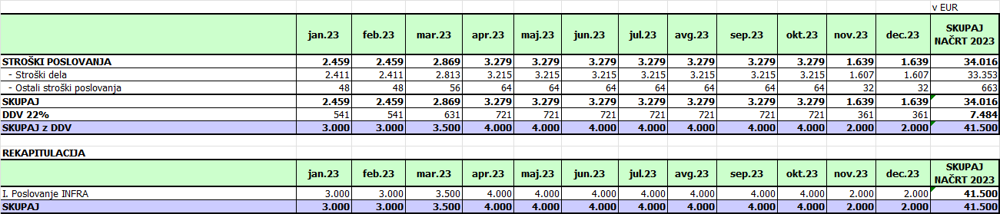 v EUR
jan.23 feb.23 mar.23 apr.23 maj.23 jun.23 jul.23 avg.23 sep.23 okt.23 nov.23 dec.23 SKUPAJ NAČRT 2023
STROŠKI POSLOVANJA 2.459 2.459 2.869 3.279 3.279 3.279 3.279 3.279 3.279 3.279 1.639 1.639 34.016
- Stroški dela 2.411 2.411 2.813 3.215 3.215 3.215 3.215 3.215 3.215 3.215 1.607 1.607 33.353
- Ostali stroški poslovanja 48 48 56 64 64 64 64 64 64 64 32 32 663
SKUPAJ 2.459 2.459 2.869 3.279 3.279 3.279 3.279 3.279 3.279 3.279 1.639 1.639 34.016
DDV 22% 541 541 631 721 721 721 721 721 721 721 361 361 7.484
SKUPAJ z DDV 3.000 3.000 3.500 4.000 4.000 4.000 4.000 4.000 4.000 4.000 2.000 2.000 41.500
REKAPITULACIJA
jan.23 feb.23 mar.23 apr.23 maj.23 jun.23 jul.23 avg.23 sep.23 okt.23 nov.23 dec.23 SKUPAJ NAČRT 2023
I. Poslovanje INFRA 3.000 3.000 3.500 4.000 4.000 4.000 4.000 4.000 4.000 4.000 2.000 2.000 41.500
SKUPAJ 3.000 3.000 3.500 4.000 4.000 4.000 4.000 4.000 4.000 4.000 2.000 2.000 41.500